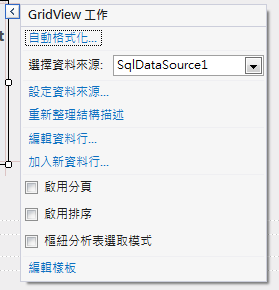 GridView 工作
t
自動格式化...
選擇資料來源: SqlDataSource1
設定資料來源...
重新整理結構描述
編輯資料行...
加入新資料行...
啟用分頁
啟用排序
樞紐分析表選取模式
編輯樣板